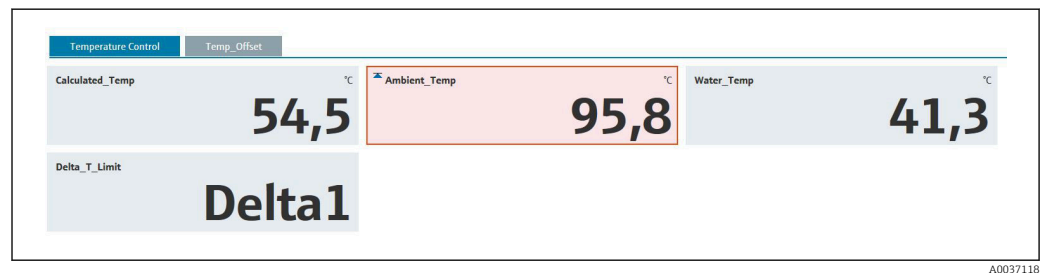 Temperature Control Temp_Offset
Calculated_Temp °C Ambient_Temp °C Water_Temp °C
54,5 95,8 41,3
Delta_T_Limit
Delta1
A0037118